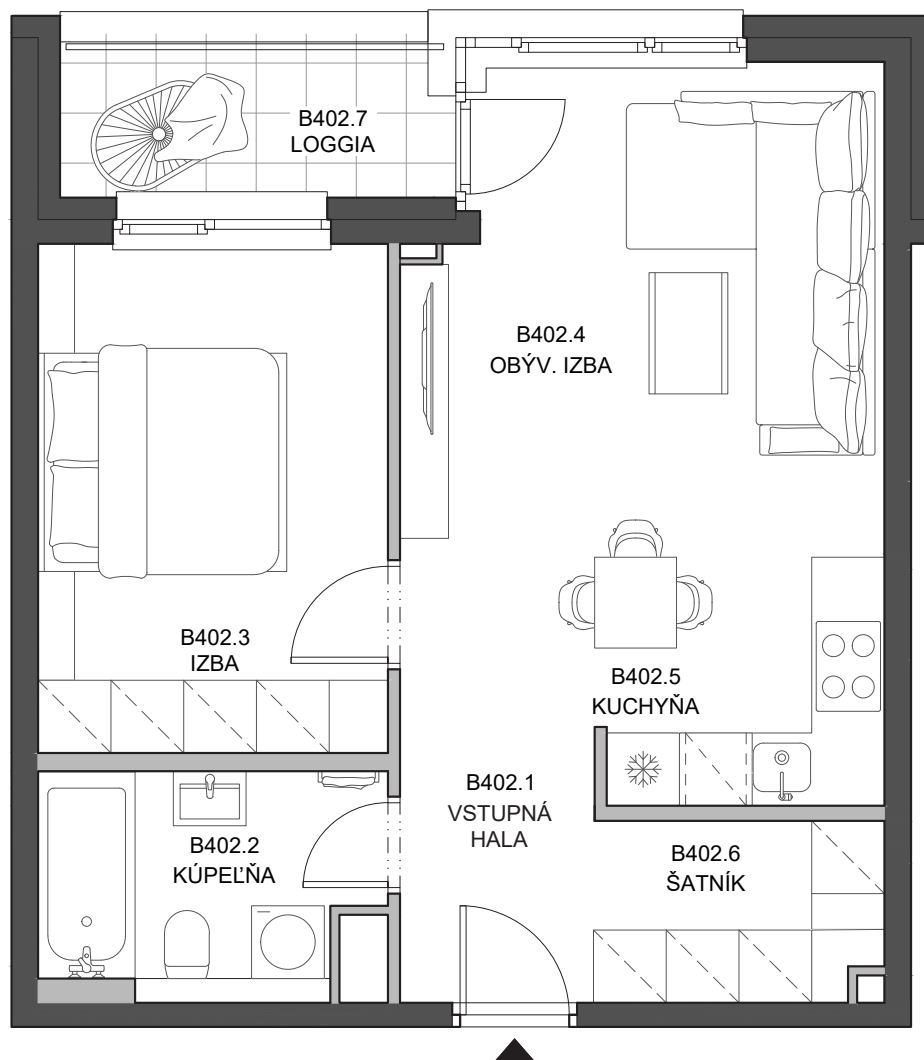 B402.7
LOGGIA
B402.4
OBÝV. IZBA
B402.3
IZBA
B402.5
KUCHYŇA
B402.1
VSTUPNÁ
HALA
B402.2
KÚPEĽŇA
B402.6
ŠATNÍK